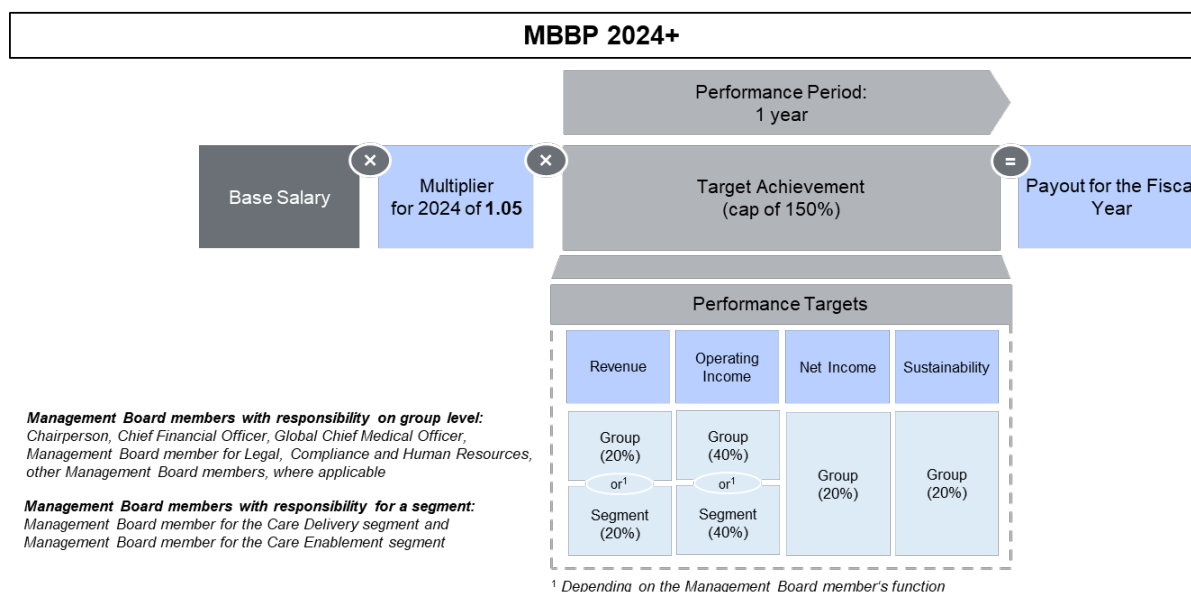 MBBP 2024+
Performance Period:
1 year
Base Salary
×
Multiplier
for 2024 of 1.05
×
Target Achievement
(cap of 150%)
=
Payout for the Fisca
Year
Performance Targets
Revenue
Operating
Income
Net Income
Sustainability
Management Board members with responsibility on group level:
Chairperson, Chief Financial Officer, Global Chief Medical Officer,
Management Board member for Legal, Compliance and Human Resources,
other Management Board members, where applicable
Management Board members with responsibility for a segment:
Management Board member for the Care Delivery segment and
Management Board member for the Care Enablement segment
Group
(20%)
or¹
Segment
(20%)
Group
(40%)
or¹
Segment
(40%)
Group
(20%)
Group
(20%)
¹ Depending on the Management Board member's function